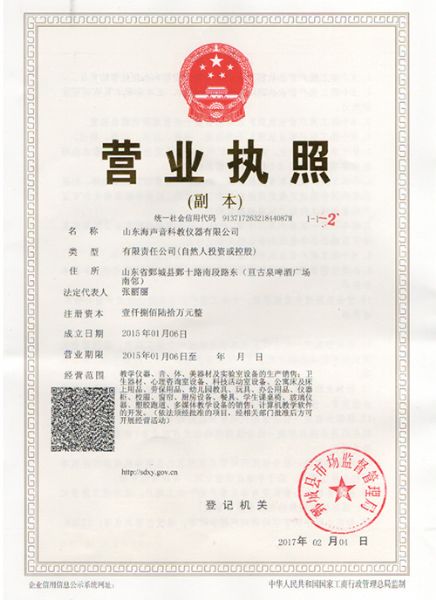 营业执照
(副 本)
统一社会信用代码 91371726321844087W 1-1~2
名 称 山东海声音科教仪器有限公司
类 型 有限责任公司(自然人投资或控股)
住 所 山东省鄄城县鄄十路南段路东（亘古泉啤酒广场
南邻）
法定代表人 张丽丽
注册资本 壹仟捌佰陆拾万元整
成立日期 2015年01月06日
营业期限 2015年01月06日至 年 月 日
经营范围 教学仪器、音、体、美器材及实验室设备的生产销售；卫
生器材、心理咨询室设备、科技活动室设备、公寓床及床
上用品、劳保用品、幼儿园教具、玩具、办公用品、仪器
柜、校服、窗帘、厨房设备、餐具、学生课桌椅、玻璃仪
器、塑胶跑道、多媒体教学设备的销售；计算机教学软件
的开发。（依法须经批准的项目，经相关部门批准后方可
开展经营活动）
http://sdxy.gov.cn
鄄城县市场监督管理局
登 记 机 关
2017年 02 月 04 日
企业信用信息公示系统网址：
中华人民共和国国家工商行政管理总局监制